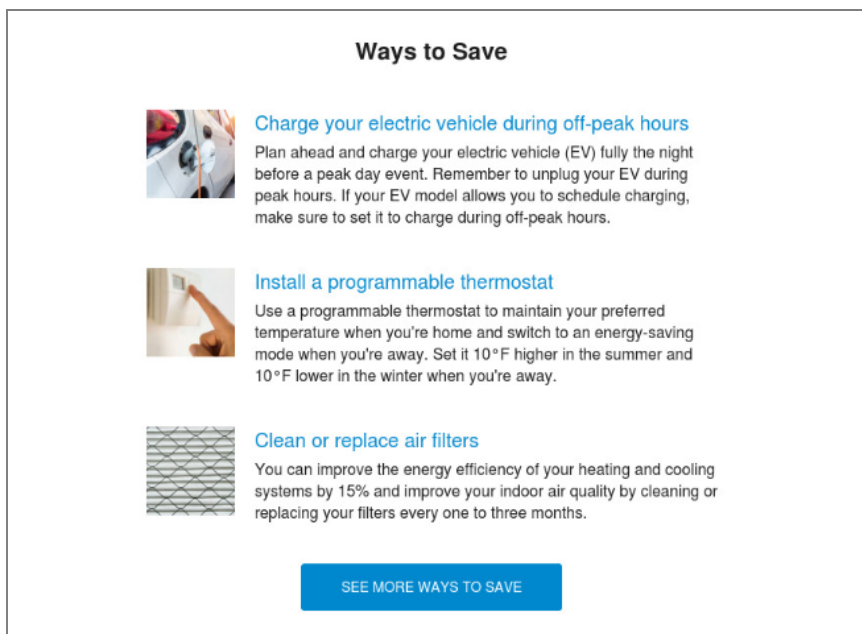 Ways to Save
Charge your electric vehicle during off-peak hours
Plan ahead and charge your electric vehicle (EV) fully the night
before a peak day event. Remember to unplug your EV during
peak hours. If your EV model allows you to schedule charging,
make sure to set it to charge during off-peak hours.
Install a programmable thermostat
Use a programmable thermostat to maintain your preferred
temperature when you're home and switch to an energy-saving
mode when you're away. Set it 10°F higher in the summer and
10°F lower in the winter when you're away.
Clean or replace air filters
You can improve the energy efficiency of your heating and cooling
systems by 15% and improve your indoor air quality by cleaning or
replacing your filters every one to three months.
SEE MORE WAYS TO SAVE